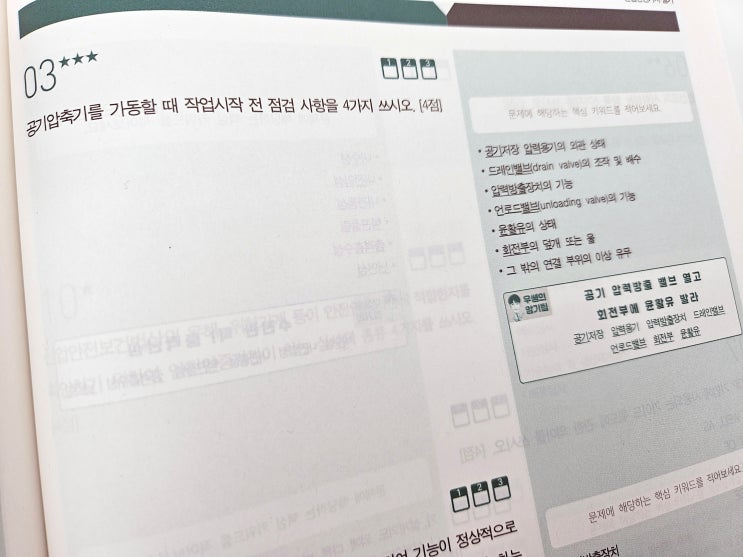 03 ★★★
1 2 3
공기압축기를 가동할 때 작업시작 전 점검 사항을 4가지 쓰시오. [4점]
문제에 해당하는 핵심 키워드를 적어보세요.
• 공기저장 압력용기의 외관 상태
• 드레인밸브(drain valve)의 조작 및 배수
• 압력방출장치의 기능
• 언로드밸브(unloading valve)의 기능
• 윤활유의 상태
• 회전부의 덮개 또는 울
• 그 밖의 연결 부위의 이상 유무
무쌤의
암기팁
공기 압력방출 밸브 열고
회전부에 윤활유 발라
공기저장 압력용기 압력방출장치 드레인밸브
언로드밸브 회전부 윤활유
1 2 3
기능이 정상적으로
문제에 해당하는 핵심 키워드를 적어보세요.